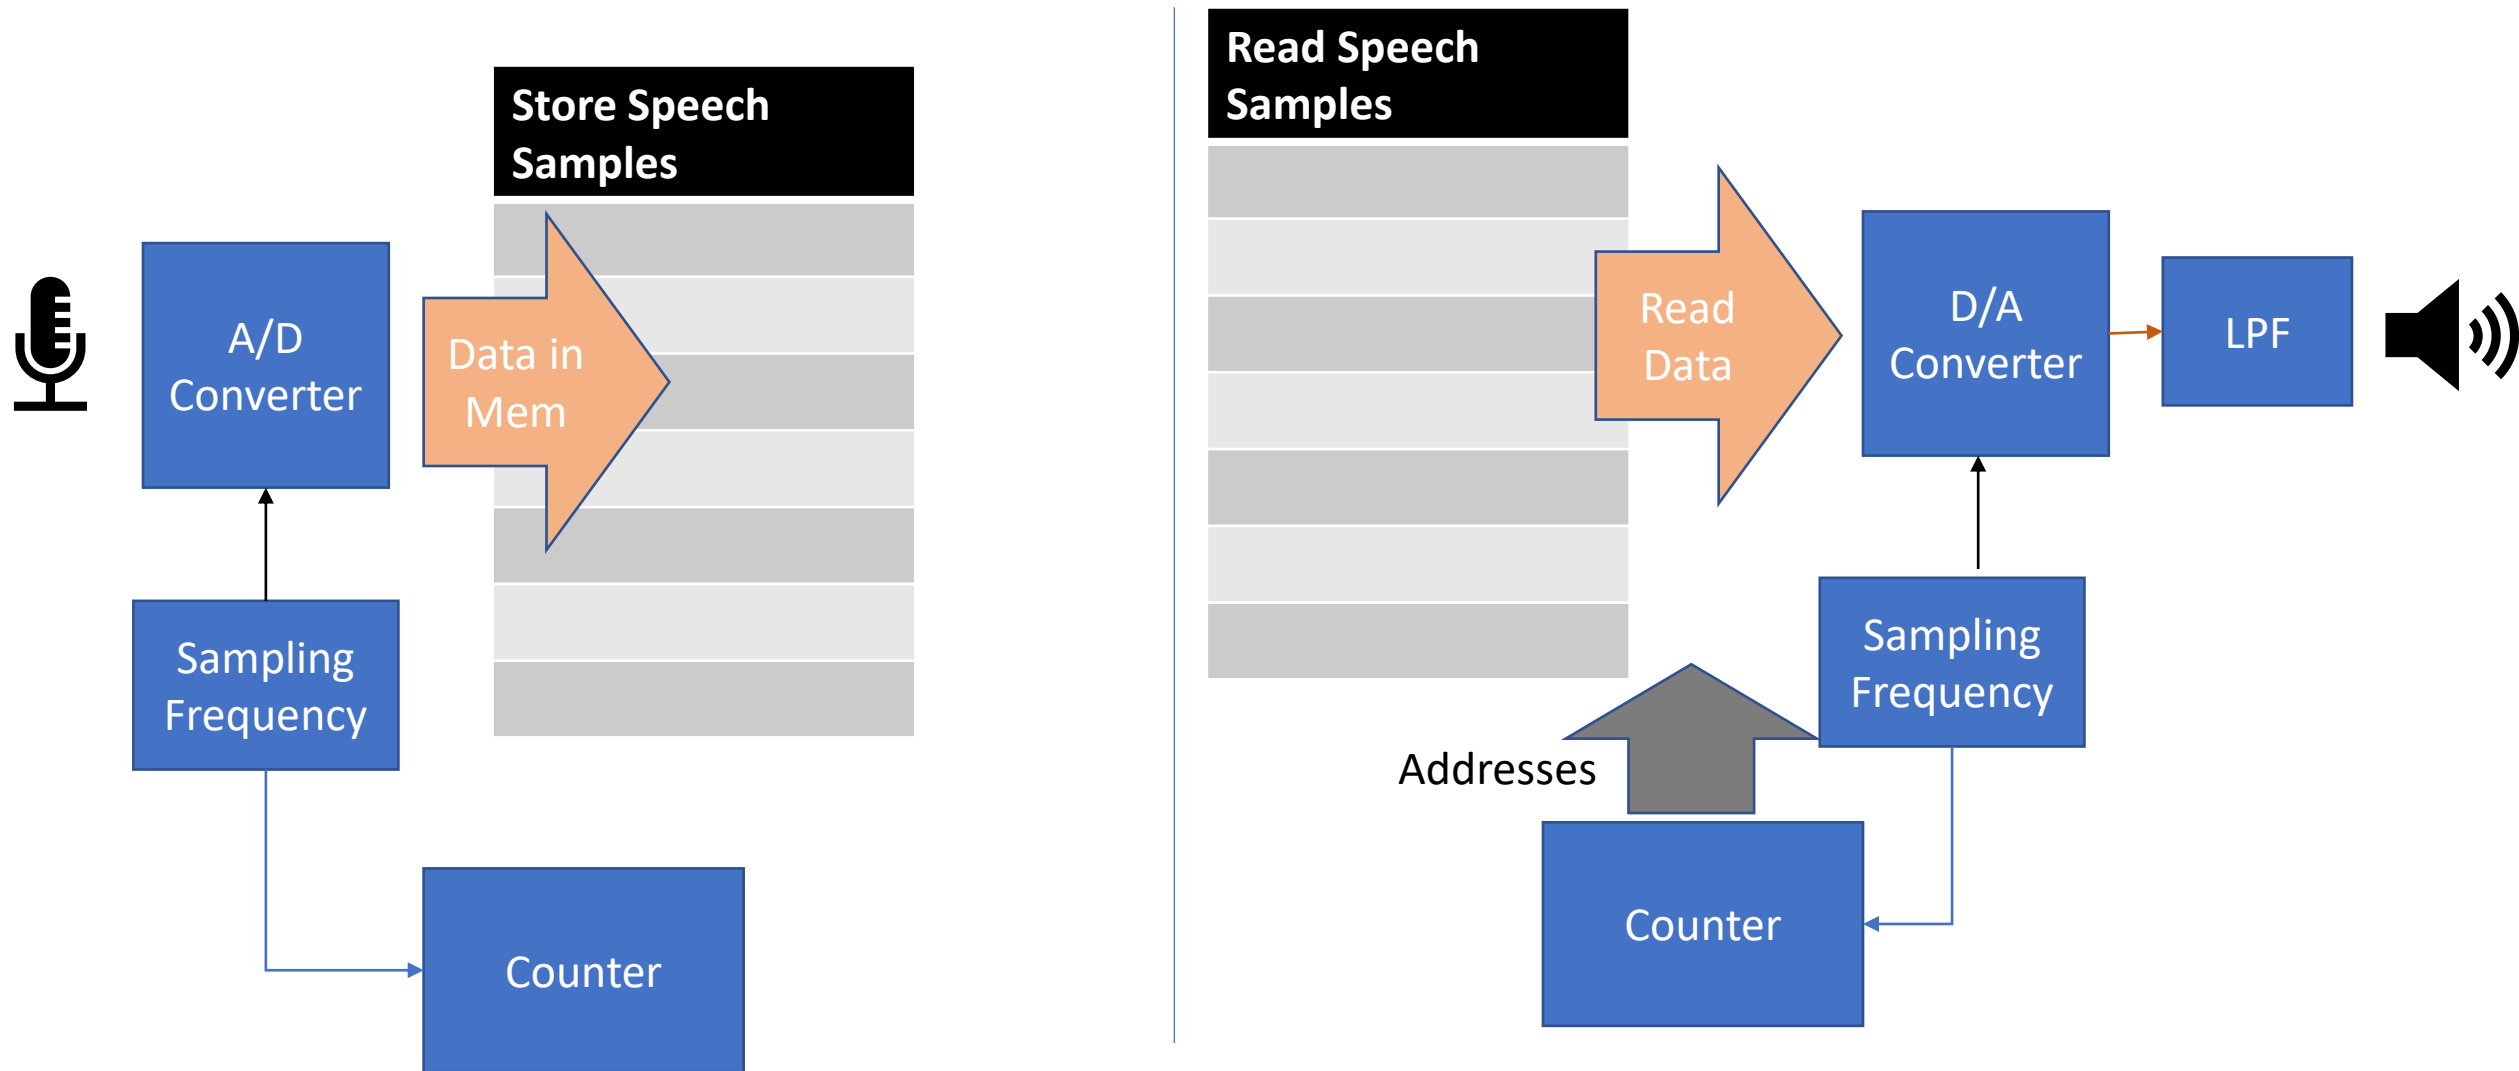 Store Speech
Samples
A/D
Converter
Data in
Mem
Sampling
Frequency
Counter
Read Speech
Samples
Read
Data
D/A
Converter
LPF
Sampling
Frequency
Addresses
Counter